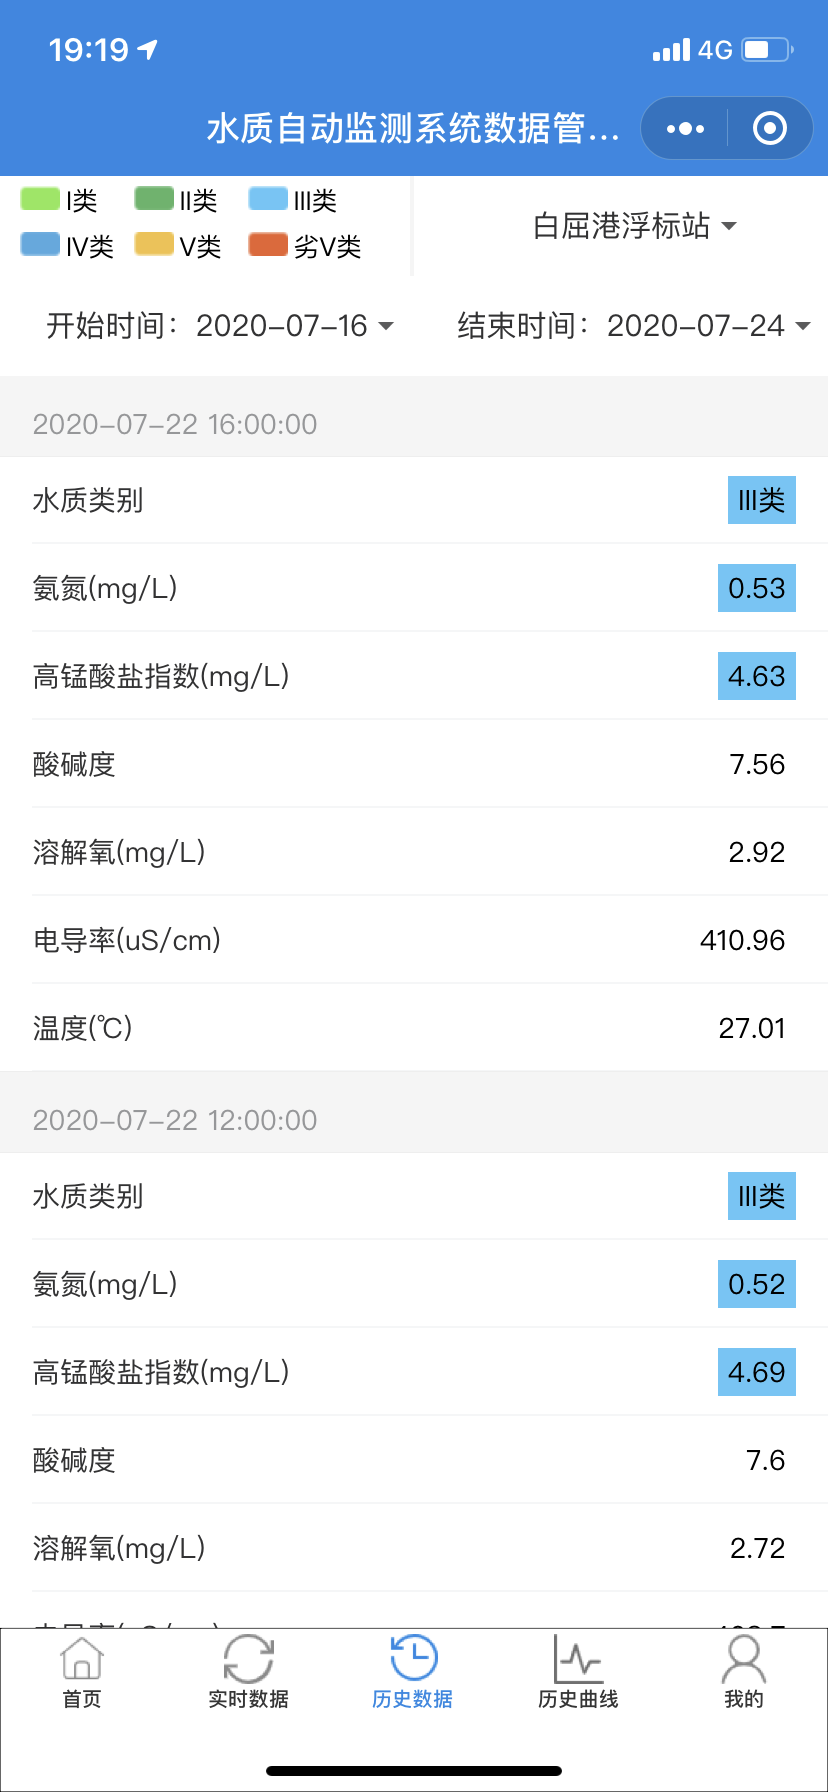 19:19
4G
水质自动监测系统数据管...
I类 II类 III类
IV类 V类 劣V类
白屈港浮标站
开始时间：2020-07-16 结束时间：2020-07-24
2020-07-22 16:00:00
水质类别 III类
氨氮(mg/L) 0.53
高锰酸盐指数(mg/L) 4.63
酸碱度 7.56
溶解氧(mg/L) 2.92
电导率(uS/cm) 410.96
温度(℃) 27.01
2020-07-22 12:00:00
水质类别 III类
氨氮(mg/L) 0.52
高锰酸盐指数(mg/L) 4.69
酸碱度 7.6
溶解氧(mg/L) 2.72
首页 实时数据 历史数据 历史曲线 我的